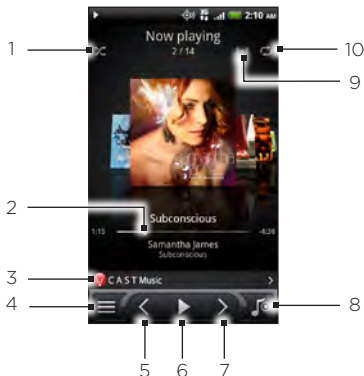 2:10 AM
Now playing
2 / 14
1
10
9
2
Subconscious
1:15
-4:36
Samantha James
Subconscious
3
C A S T Music
4
8
5
6
7